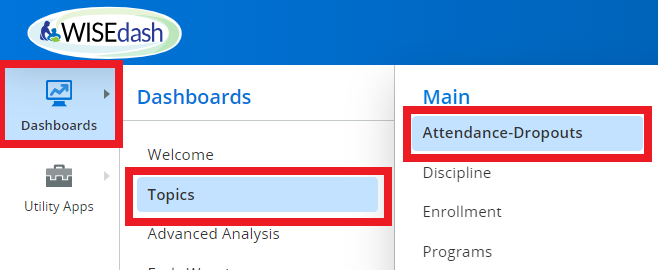 WISEdash
Dashboards
Utility Apps
Dashboards
Welcome
Topics
Advanced Analysis
Main
Attendance-Dropouts
Discipline
Enrollment
Programs